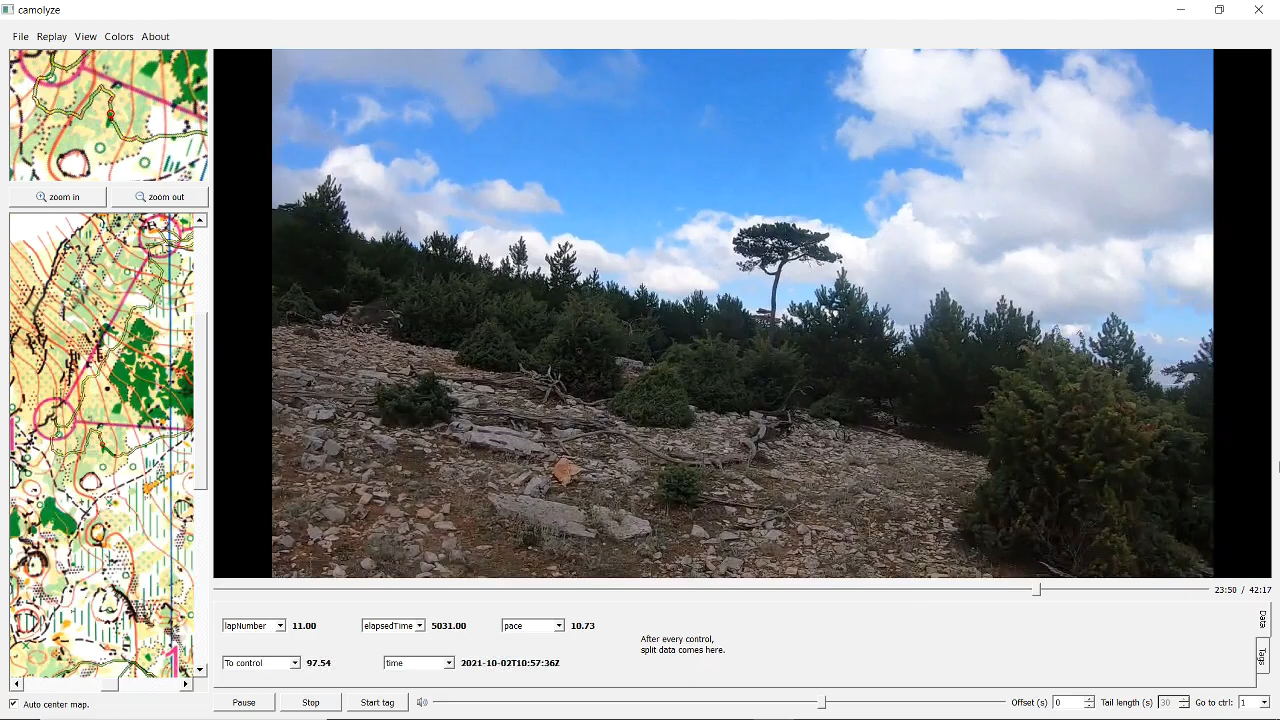 camolyze
File Replay View Colors About
zoom in zoom out
23:50 / 42:17
lapNumber 11.00 elapsedTime 5031.00 pace 10.73
After every control,
split data comes here.
To control 97.54 time 2021-10-02T10:57:36Z
Data
Tags
Auto center map.
Pause Stop Start tag Offset (s) 0 Tail length (s) 30 Go to ctrl: 1